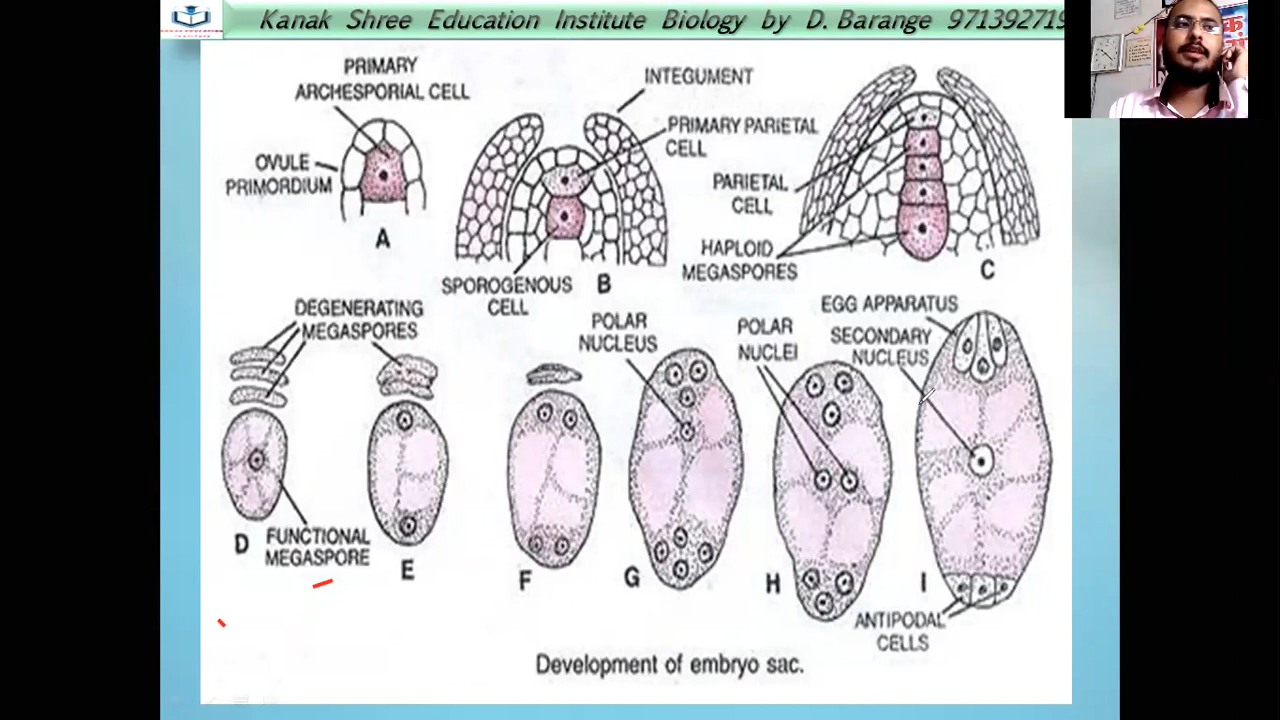 Kanak Shree Education Institute Biology by D. Barange 971392719
PRIMARY
ARCHESPORIAL CELL
OVULE
PRIMORDIUM
A
INTEGUMENT
PRIMARY PARIETAL
CELL
SPOROGENOUS
CELL
B
PARIETAL
CELL
HAPLOID
MEGASPORES
C
DEGENERATING
MEGASPORES
D
FUNCTIONAL
MEGASPORE
E
F
POLAR
NUCLEUS
G
POLAR
NUCLEI
H
EGG APPARATUS
SECONDARY
NUCLEUS
I
ANTIPODAL
CELLS
Development of embryo sac.